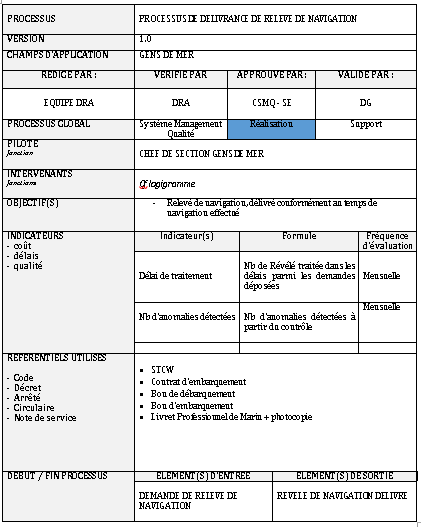 PROCESSUS PROCESSUS DE DELIVRANCE DE RELEVE DE NAVIGATION
VERSION 1.0
CHAMPS D'APPLICATION GENS DE MER
REDIGE PAR : VERIFIE PAR APPROUVE PAR : VALIDE PAR :
EQUIPE DRA DRA CSMQ - SE DG
PROCESSUS GLOBAL Système Management Qualité Réalisation Support
PILOTE
fonction
CHEF DE SECTION GENS DE MER
INTERVENANTS
fonctions
Cf logigramme
OBJECTIF(S) - Relevé de navigation, délivré conformément au temps de
navigation effectué
INDICATEURS
- coût
- délais
- qualité
Indicateur(s) Formule Fréquence
d'évaluation
Délai de traitement
Nb de Révélé traitée dans les
délais parmi les demandes
déposées
Mensuelle
Nb d'anomalies détectées
Nb d'anomalies détectées à
partir du contrôle
Mensuelle
REFERENTIELS UTILISES
- Code
- Décret
- Arrêté
- Circulaire
- Note de service
• STCW
• Contrat d'embarquement
• Bon de débarquement
• Bon d'embarquement
• Livret Professionnel de Marin + photocopie
DEBUT / FIN PROCESSUS ELEMENT(S) D'ENTREE ELEMENT(S) DE SORTIE
DEMANDE DE RELEVE DE
NAVIGATION
REVELE DE NAVIGATION DELIVRE